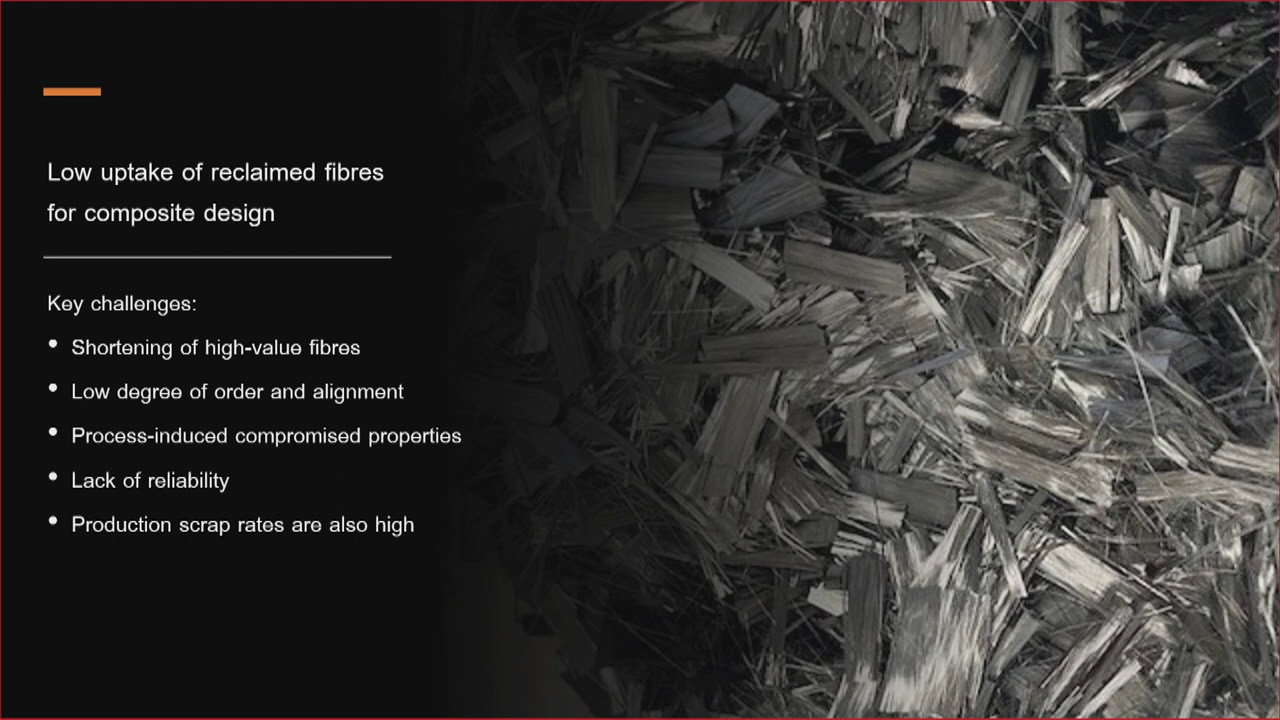 Low uptake of reclaimed fibres
for composite design
Key challenges:
• Shortening of high-value fibres
• Low degree of order and alignment
• Process-induced compromised properties
• Lack of reliability
• Production scrap rates are also high